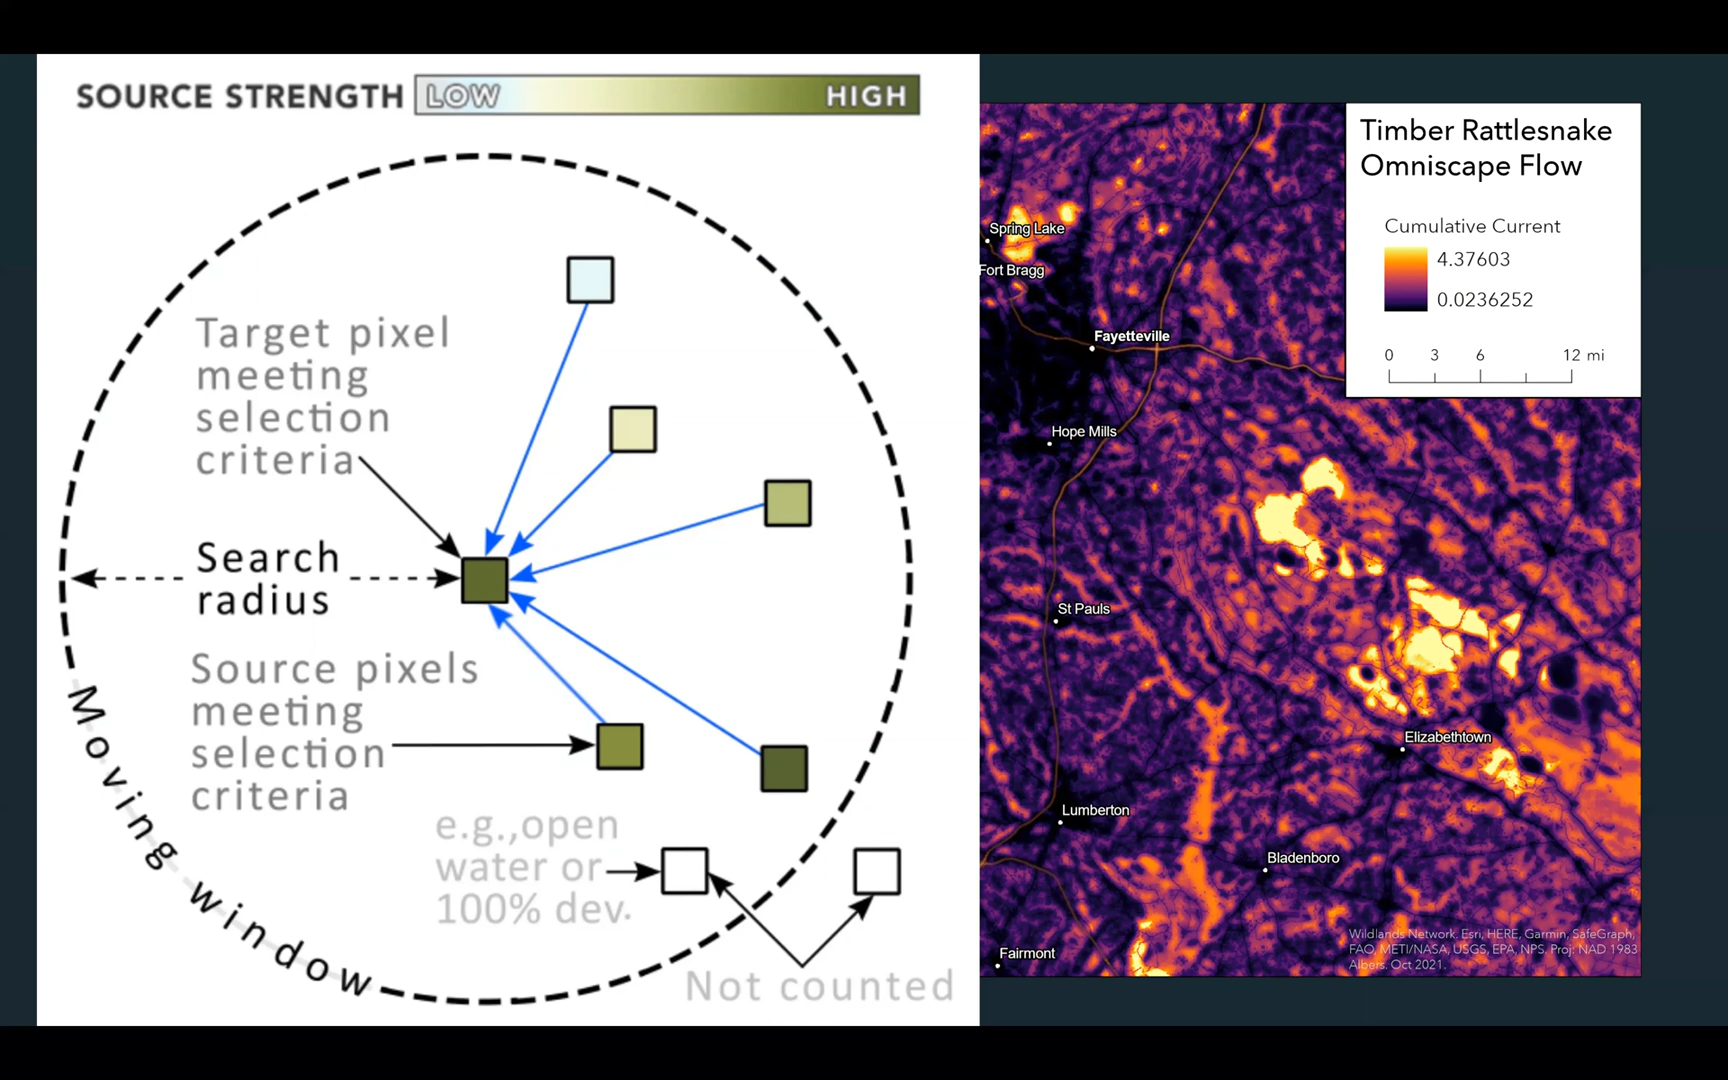 SOURCE STRENGTH
LOW
HIGH
Target pixel
meeting
selection
criteria
Search
radius
Source pixels
meeting
selection
criteria
Moving window
e.g.,open
water or
100% dev.
Not counted
Timber Rattlesnake
Omniscape Flow
Cumulative Current
4.37603
0.0236252
0 3 6 12 mi
Spring Lake
Fort Bragg
Fayetteville
Hope Mills
St Pauls
Elizabethtown
Lumberton
Bladenboro
Fairmont
Wildlands Network. Esri, HERE, Garmin, SafeGraph,
FAO, METI/NASA, USGS, EPA, NPS. Proj: NAD 1983
Albers. Oct 2021.